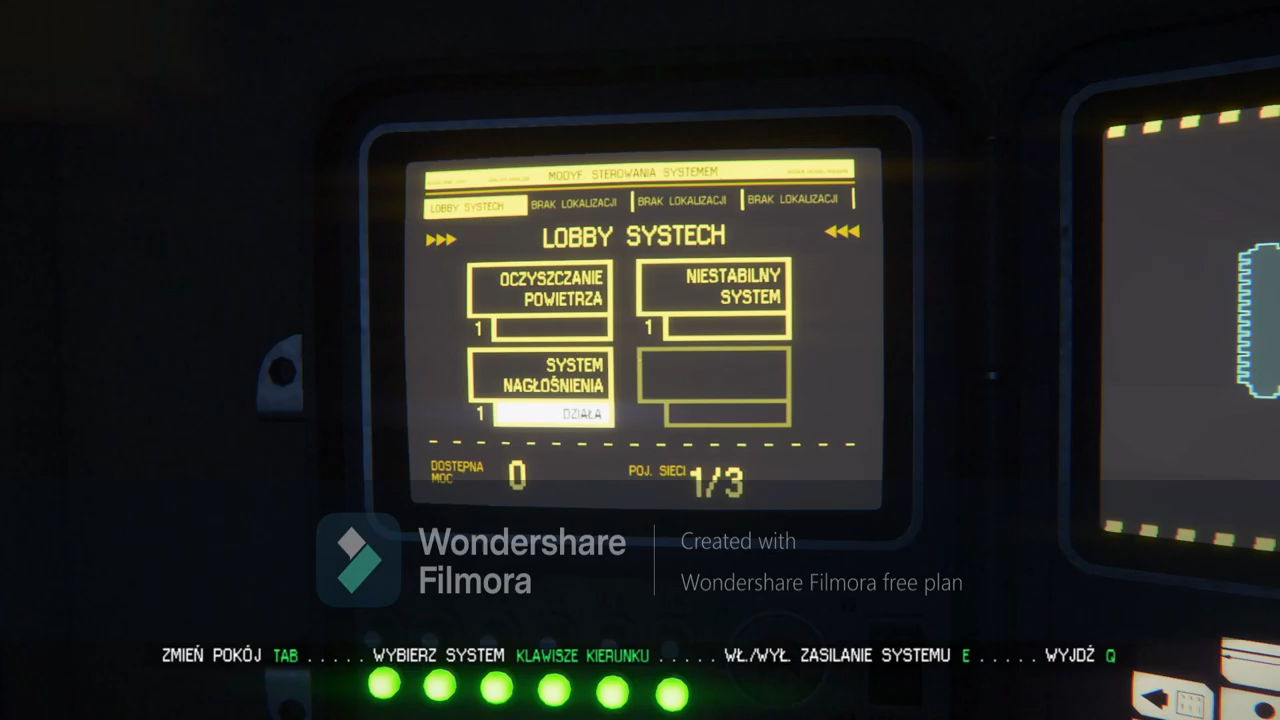 MODYF. STEROWANIA SYSTEMEM
LOBBY SYSTECH BRAK LOKALIZACJI BRAK LOKALIZACJI BRAK LOKALIZACJI
LOBBY SYSTECH
OCZYSZCZANIE
POWIETRZA
1
NIESTABILNY
SYSTEM
1
SYSTEM
NAGŁOŚNIENIA
1 DZIAŁA
DOSTĘPNA
MOC
0
POJ. SIECI 1/3
Wondershare
Filmora
Created with
Wondershare Filmora free plan
ZMIEŃ POKÓJ TAB ..... WYBIERZ SYSTEM KLAWISZE KIERUNKU ..... WŁ./WYŁ. ZASILANIE SYSTEMU E ..... WYJDŹ Q